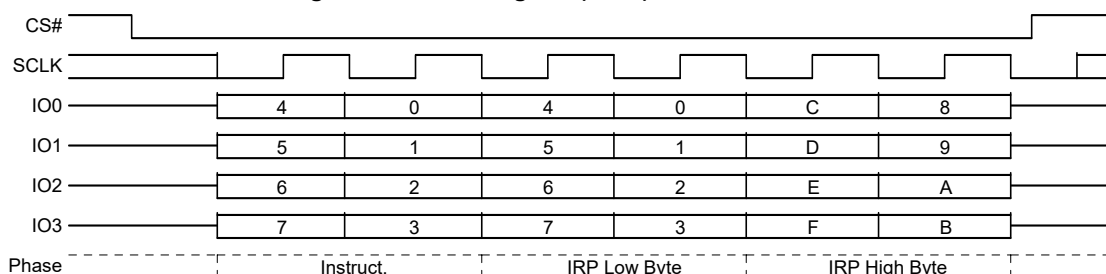 CS#
SCLK
IO0 4 0 4 0 C 8
IO1 5 1 5 1 D 9
IO2 6 2 6 2 E A
IO3 7 3 7 3 F B
Phase Instruct. IRP Low Byte IRP High Byte